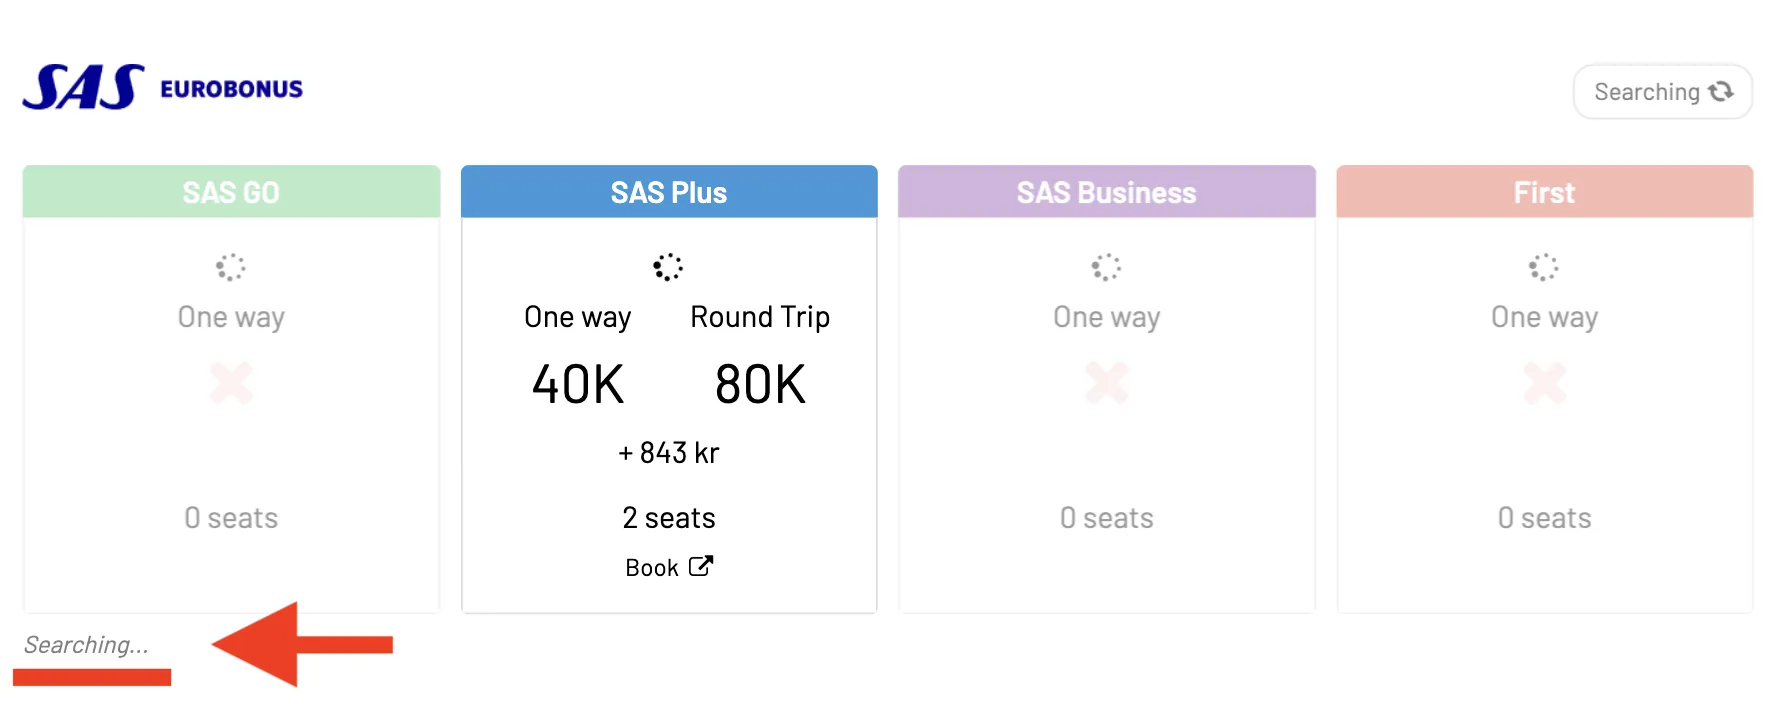 SAS EUROBONUS
Searching
SAS GO
One way
0 seats
SAS Plus
One way Round Trip
40K 80K
+ 843 kr
2 seats
Book
SAS Business
One way
0 seats
First
One way
0 seats
Searching...